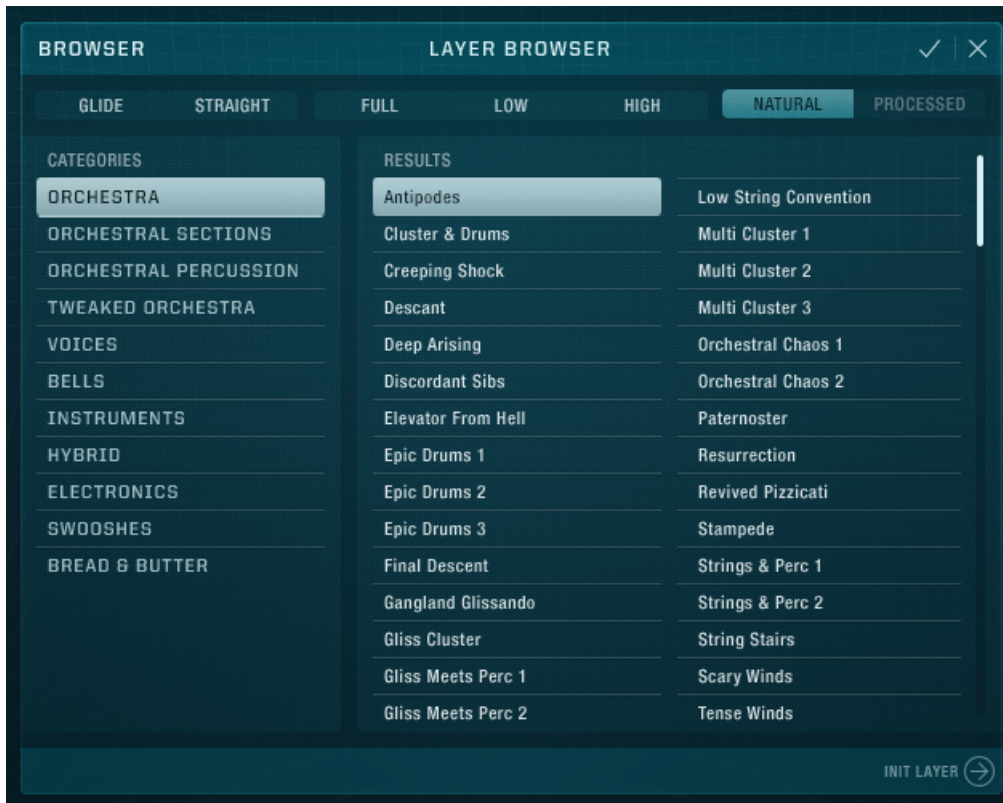 BROWSER LAYER BROWSER
GLIDE STRAIGHT FULL LOW HIGH NATURAL PROCESSED
CATEGORIES
ORCHESTRA
ORCHESTRAL SECTIONS
ORCHESTRAL PERCUSSION
TWEAKED ORCHESTRA
VOICES
BELLS
INSTRUMENTS
HYBRID
ELECTRONICS
SWOOSHES
BREAD & BUTTER
RESULTS
Antipodes
Cluster & Drums
Creeping Shock
Descant
Deep Arising
Discordant Sibs
Elevator From Hell
Epic Drums 1
Epic Drums 2
Epic Drums 3
Final Descent
Gangland Glissando
Gliss Cluster
Gliss Meets Perc 1
Gliss Meets Perc 2
Low String Convention
Multi Cluster 1
Multi Cluster 2
Multi Cluster 3
Orchestral Chaos 1
Orchestral Chaos 2
Paternoster
Resurrection
Revived Pizzicati
Stampede
Strings & Perc 1
Strings & Perc 2
String Stairs
Scary Winds
Tense Winds
INIT LAYER